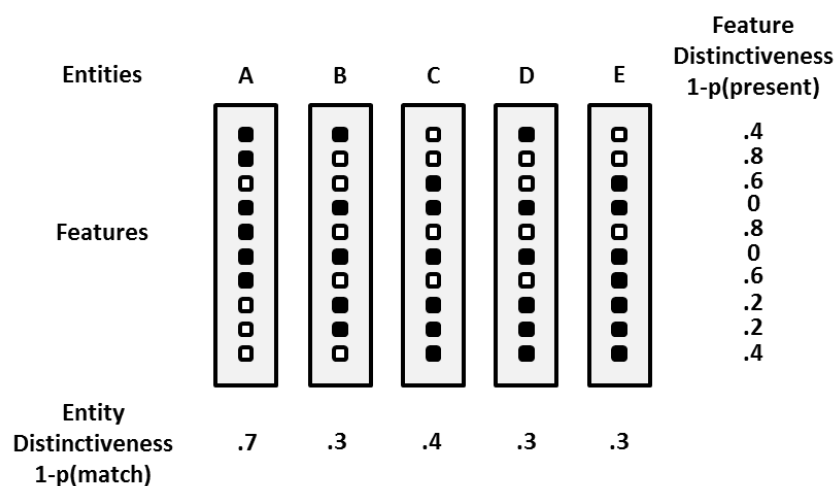 Feature
Distinctiveness
1-p(present)
Entities A B C D E
.4
.8
.6
0
Features
.8
0
.6
.2
.2
.4
Entity
Distinctiveness
1-p(match)
.7 .3 .4 .3 .3